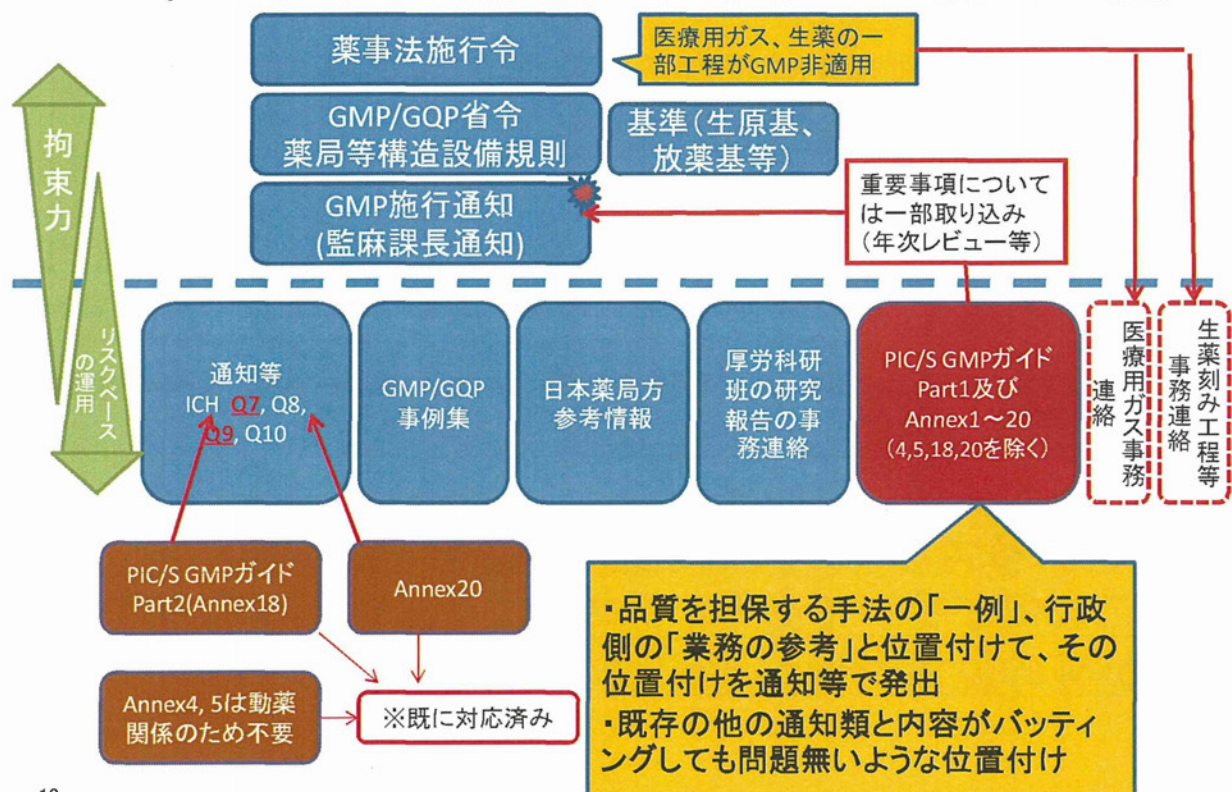 薬事法施行令
医療用ガス、生薬の一
部工程がGMP非適用
GMP/GQP省令
薬局等構造設備規則
基準(生原基、
放薬基等)
GMP施行通知
(監麻課長通知)
重要事項について
は一部取り込み
(年次レビュー等)
拘束力
リスクベース
の運用
通知等
ICH Q7, Q8,
Q9, Q10
GMP/GQP
事例集
日本薬局方
参考情報
厚労科研
班の研究
報告の事
務連絡
PIC/S GMPガイド
Part1及び
Annex1～20
(4,5,18,20を除く)
医療用ガス事務
連絡
生薬刻み工程等
事務連絡
PIC/S GMPガイド
Part2(Annex18)
Annex20
Annex4, 5は動薬
関係のため不要
※既に対応済み
・品質を担保する手法の「一例」、行政
側の「業務の参考」と位置付けて、その
位置付けを通知等で発出
・既存の他の通知類と内容がバッティ
ングしても問題無いような位置付け